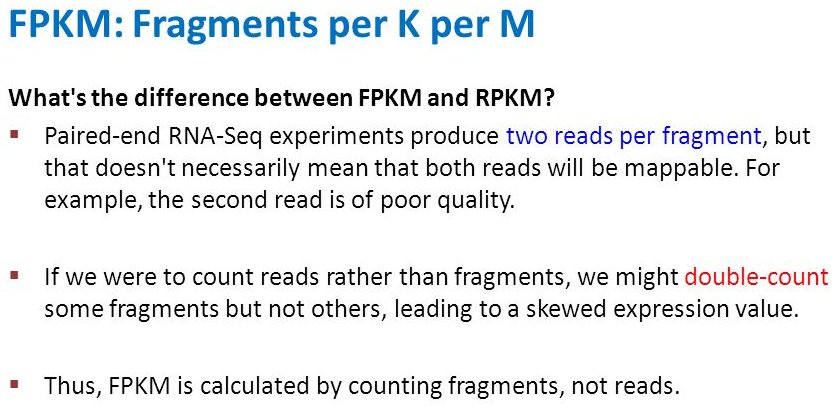 FPKM: Fragments per K per M
What's the difference between FPKM and RPKM?
▪ Paired-end RNA-Seq experiments produce two reads per fragment, but
that doesn't necessarily mean that both reads will be mappable. For
example, the second read is of poor quality.
▪ If we were to count reads rather than fragments, we might double-count
some fragments but not others, leading to a skewed expression value.
▪ Thus, FPKM is calculated by counting fragments, not reads.